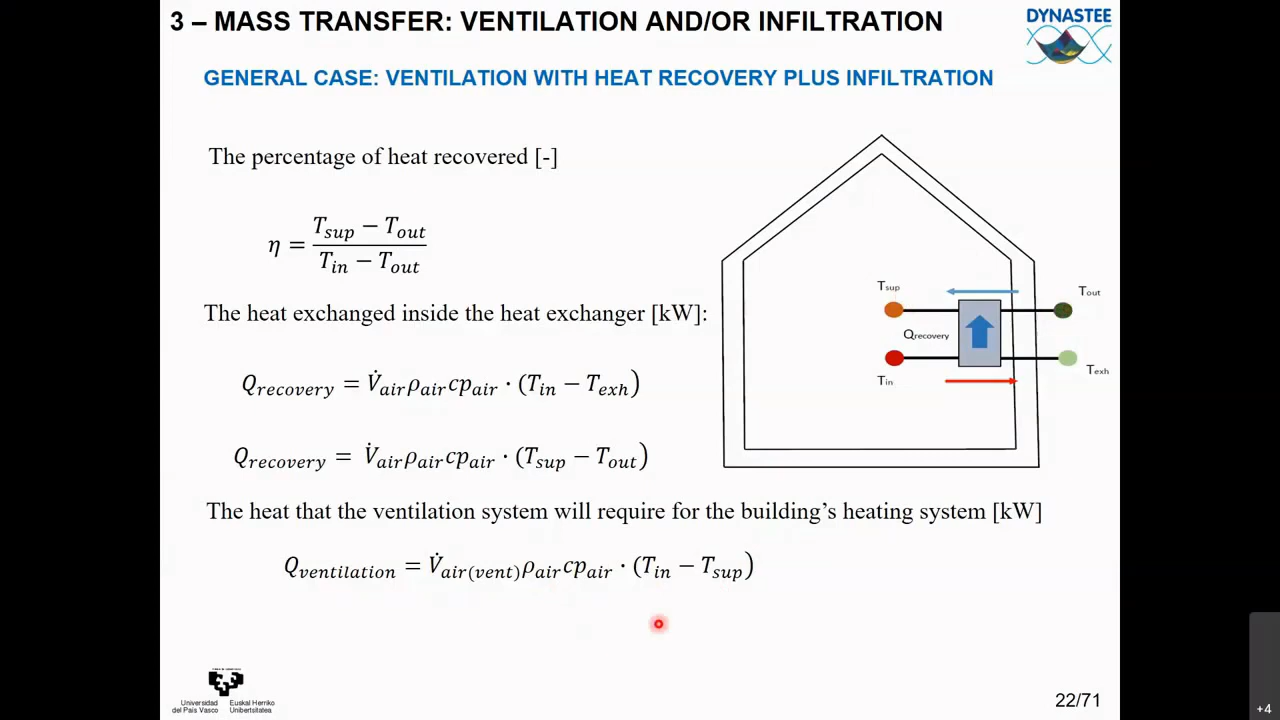 3 – MASS TRANSFER: VENTILATION AND/OR INFILTRATION
DYNASTEE
GENERAL CASE: VENTILATION WITH HEAT RECOVERY PLUS INFILTRATION
The percentage of heat recovered [-]
η = (T_sup − T_out) / (T_in − T_out)
The heat exchanged inside the heat exchanger [kW]:
Q_recovery = V̇_air ρ_air cp_air · (T_in − T_exh)
Q_recovery = V̇_air ρ_air cp_air · (T_sup − T_out)
The heat that the ventilation system will require for the building’s heating system [kW]
Q_ventilation = V̇_air(vent) ρ_air cp_air · (T_in − T_sup)
T_sup
T_out
Q_recovery
T_in
T_exh
Universidad del País Vasco
Euskal Herriko Unibertsitatea
22/71
+4